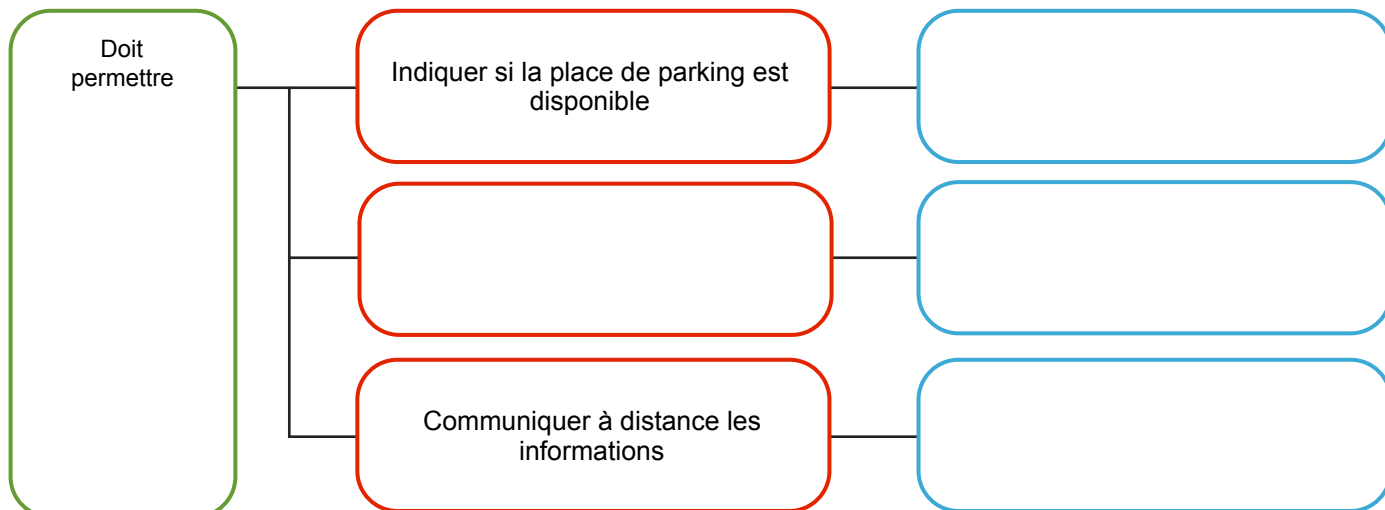 Doit
permettre
Indiquer si la place de parking est
disponible
Communiquer à distance les
informations